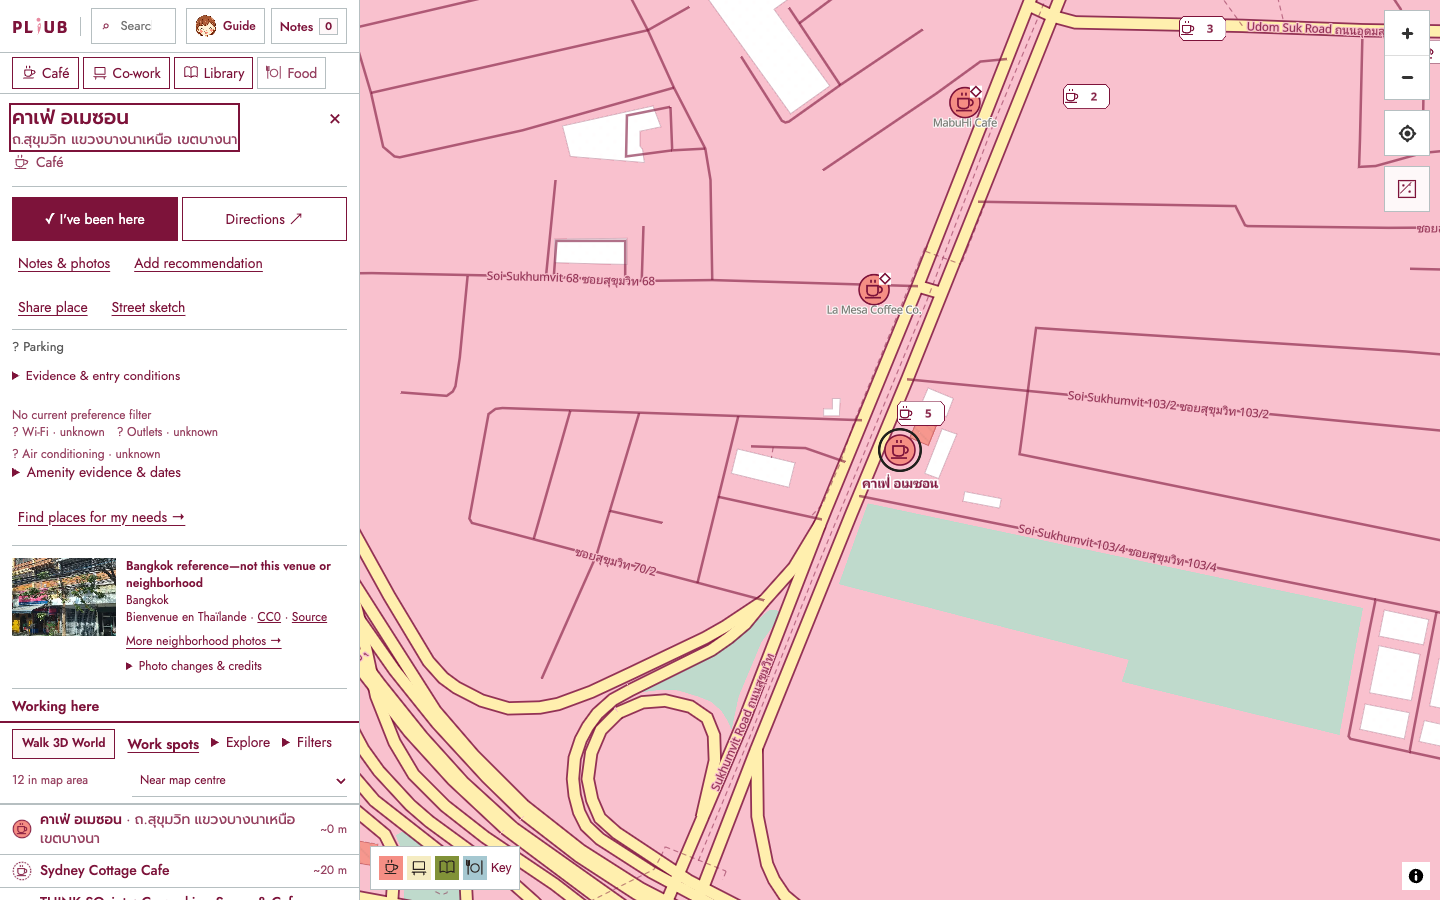 PLUB
Searc
Guide
Notes 0
Café
Co-work
Library
Food
คาเฟ่ อเมซอน
ถ.สุขุมวิท แขวงบางนาเหนือ เขตบางนา
Café
✓ I've been here
Directions ↗
Notes & photos
Add recommendation
Share place
Street sketch
? Parking
▶ Evidence & entry conditions
No current preference filter
? Wi-Fi · unknown ? Outlets · unknown
? Air conditioning · unknown
▶ Amenity evidence & dates
Find places for my needs →
Bangkok reference—not this venue or
neighborhood
Bangkok
Bienvenue en Thaïlande · CC0 · Source
More neighborhood photos →
▶ Photo changes & credits
Working here
Walk 3D World
Work spots
▶ Explore
▶ Filters
12 in map area
Near map centre
คาเฟ่ อเมซอน · ถ.สุขุมวิท แขวงบางนาเหนือ
เขตบางนา
~0 m
Sydney Cottage Cafe
~20 m
3
Udom Suk Road
2
MabuHi Café
Soi Sukhumvit 68 ซอยสุขุมวิท 68
La Mesa Coffee Co.
Soi Sukhumvit 103/2 ซอยสุขุมวิท 103/2
5
คาเฟ่ อเมซอน
Soi Sukhumvit 103/4 ซอยสุขุมวิท 103/4
ซอยสุขุมวิท 70/2
Sukhumvit Road ถนนสุขุมวิท
ซอย
Key